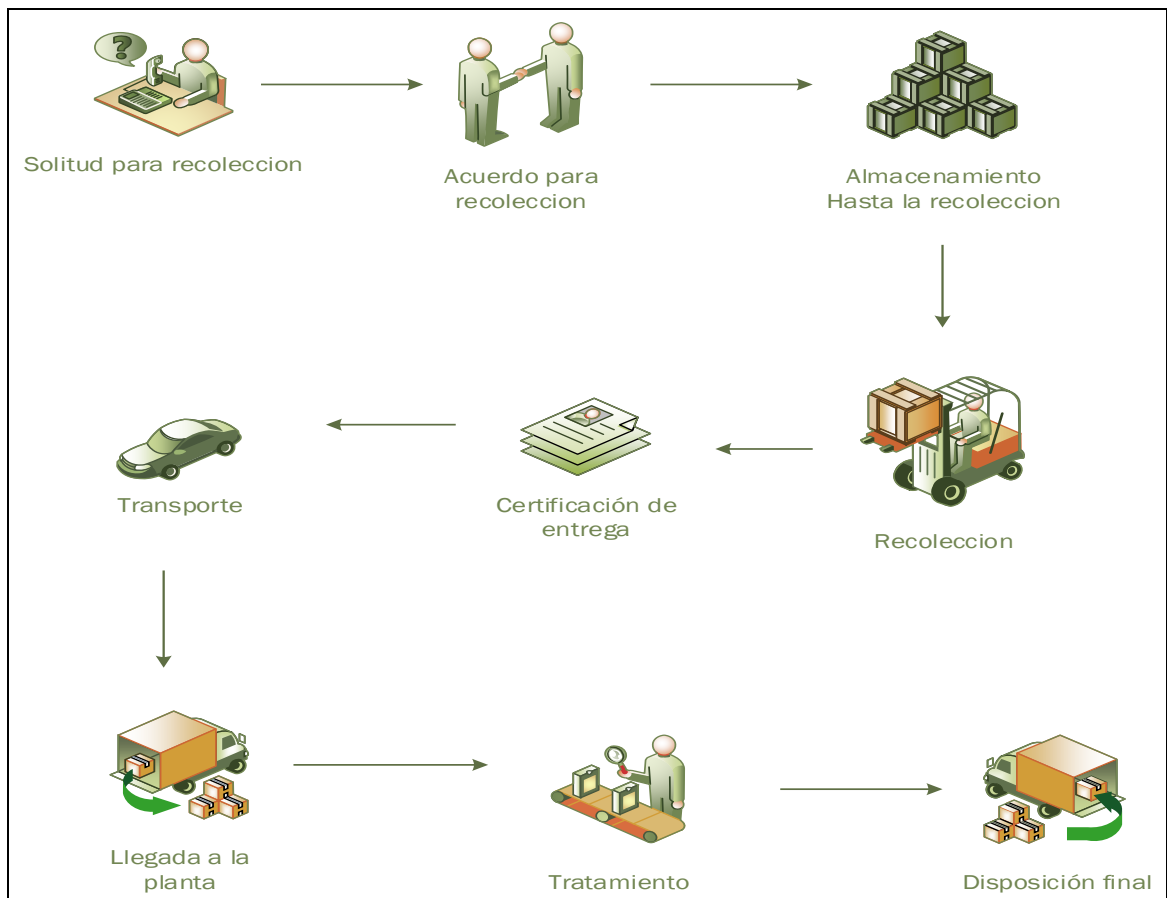 ?
Solitud para recoleccion
Acuerdo para
recoleccion
Almacenamiento
Hasta la recoleccion
Transporte
Certificación de
entrega
Recoleccion
Llegada a la
planta
Tratamiento
Disposición final